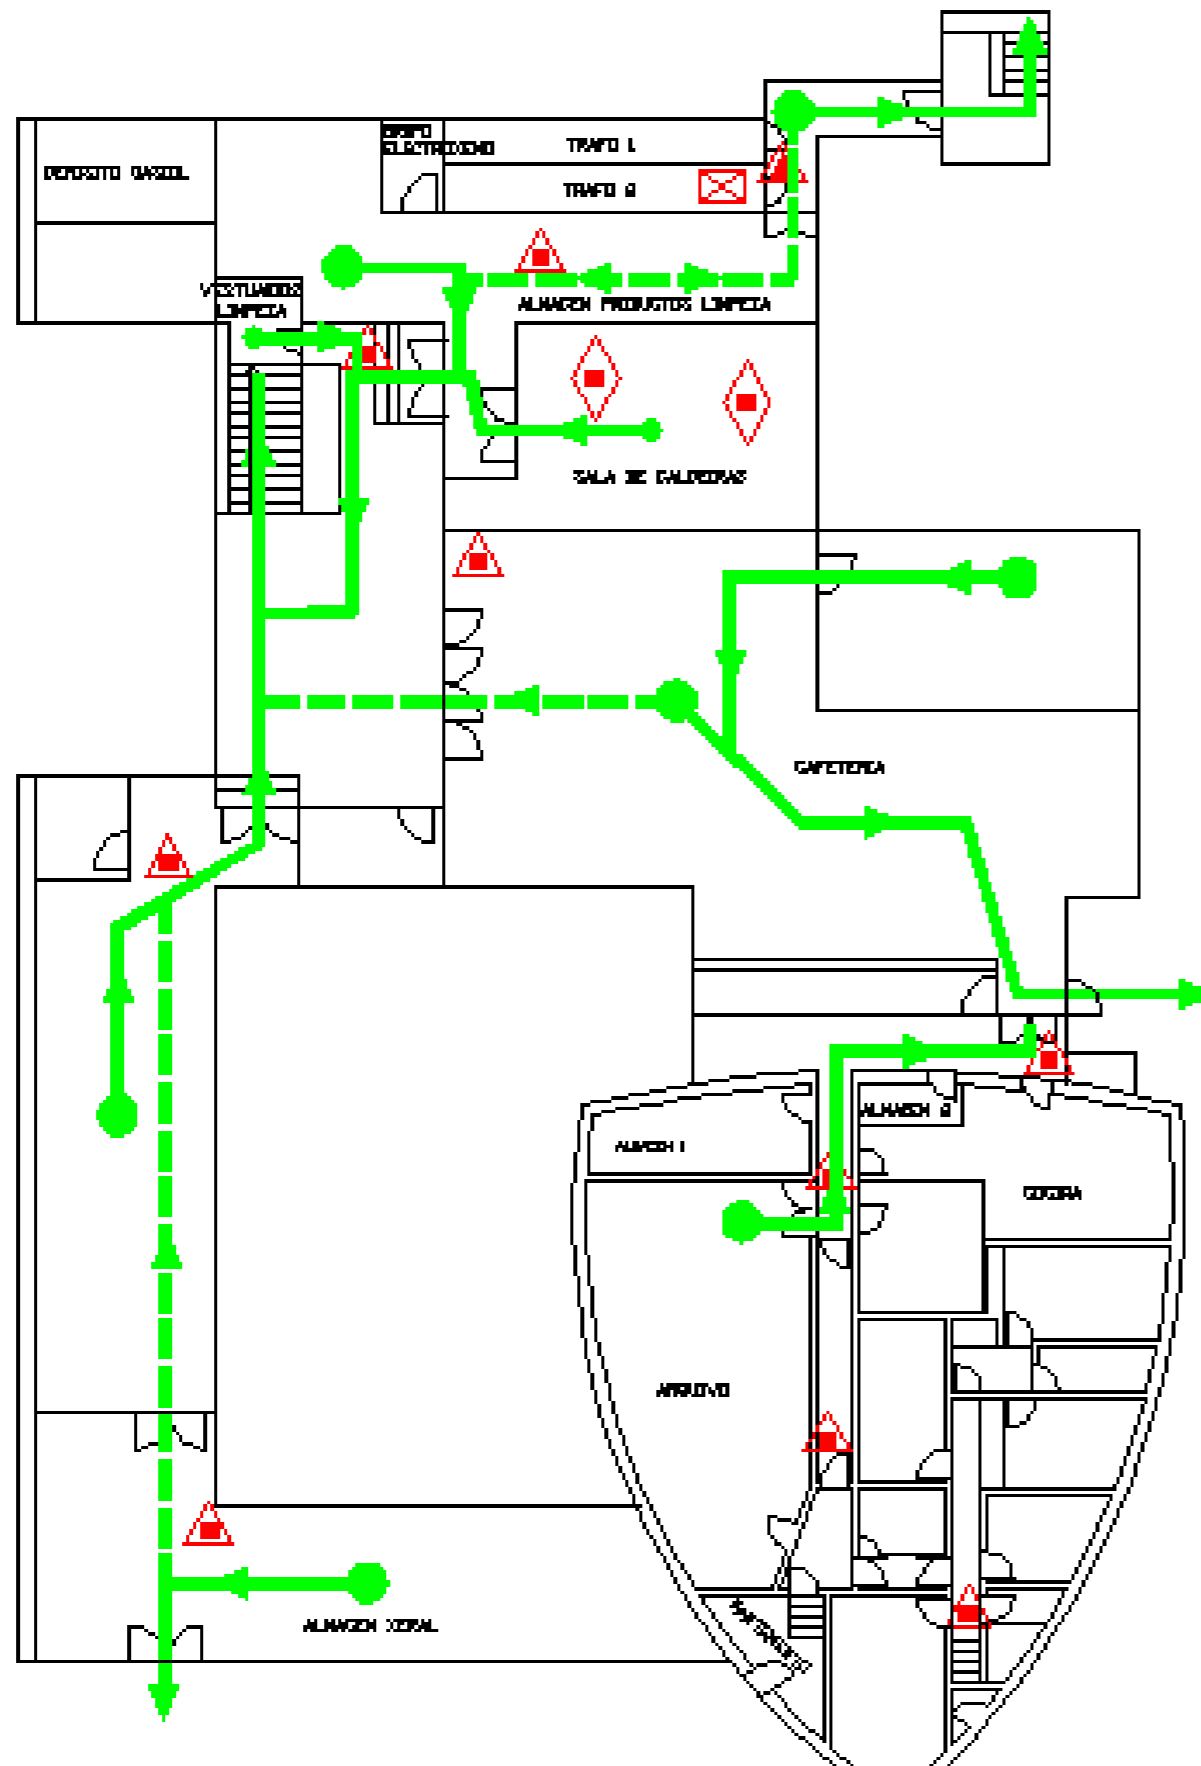 GRUPO
ELECTROGENO
TRAFO 1
DEPOSITO GASOIL
TRAFO 2
VESTUARIOS
LIMPEZA
ALMACEN PRODUCTOS LIMPEZA
SALA DE CALDEIRAS
CAFETERIA
ALMACEN 2
ALMACEN 1
COCIÑA
ARQUIVO
ALMACEN XERAL